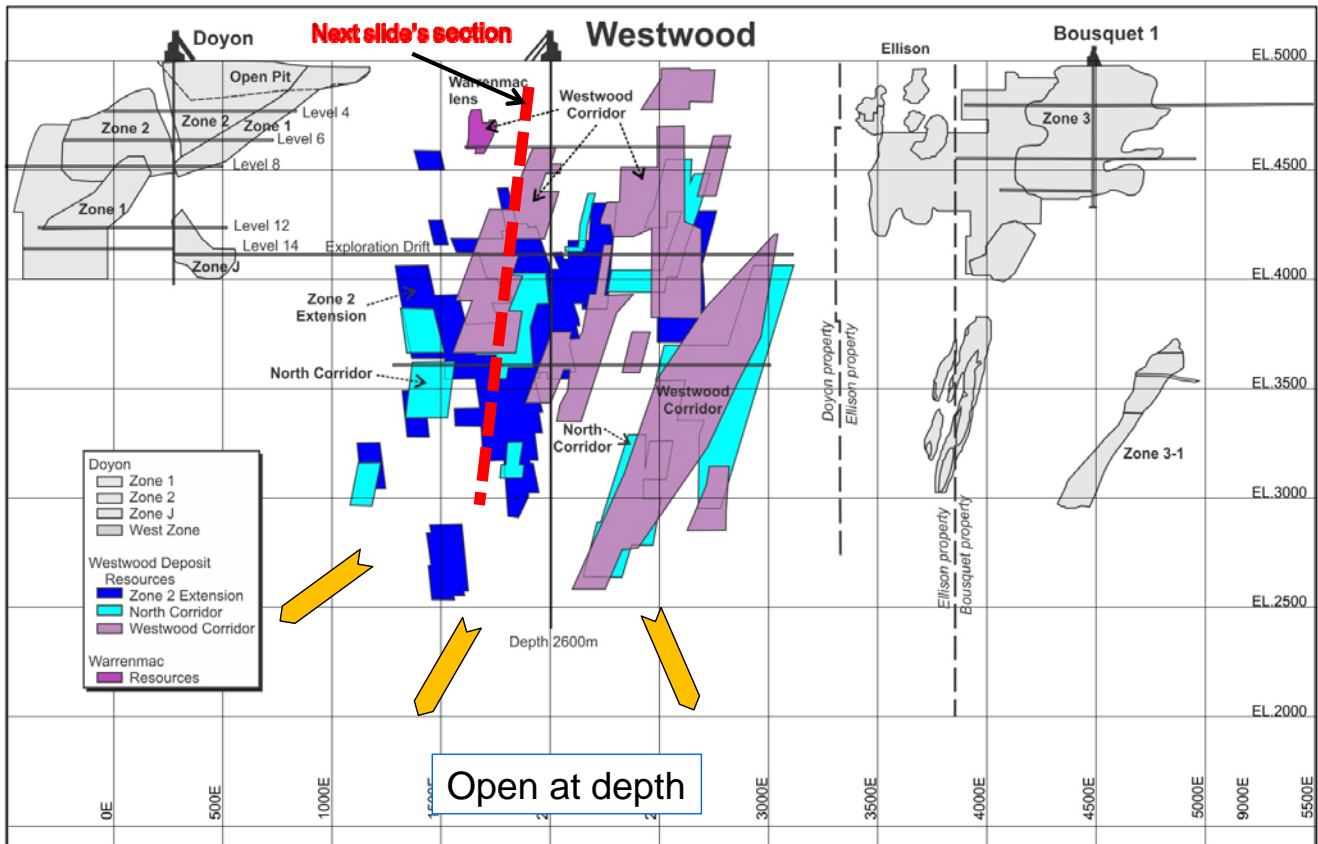 Doyon
Next slide's section
Westwood
Ellison
Bousquet 1
EL.5000
Open Pit
Warrenmac
lens
Westwood
Corridor
Level 4
Zone 2
Zone 2
Zone 1
Zone 3
Level 6
Level 8
EL.4500
Zone 1
Level 12
Level 14
Exploration Drift
Zone J
EL.4000
Zone 2
Extension
North Corridor
Doyon property
Ellison property
EL.3500
Westwood
Corridor
North
Corridor
Zone 3-1
Doyon
Zone 1
Zone 2
Zone J
West Zone
EL.3000
Westwood Deposit
Resources
Zone 2 Extension
North Corridor
Westwood Corridor
Ellison property
Bousquet property
EL.2500
Depth 2600m
Warrenmac
Resources
EL.2000
Open at depth
0E
500E
1000E
3000E
3500E
4000E
4500E
5000E
9000E
5500E